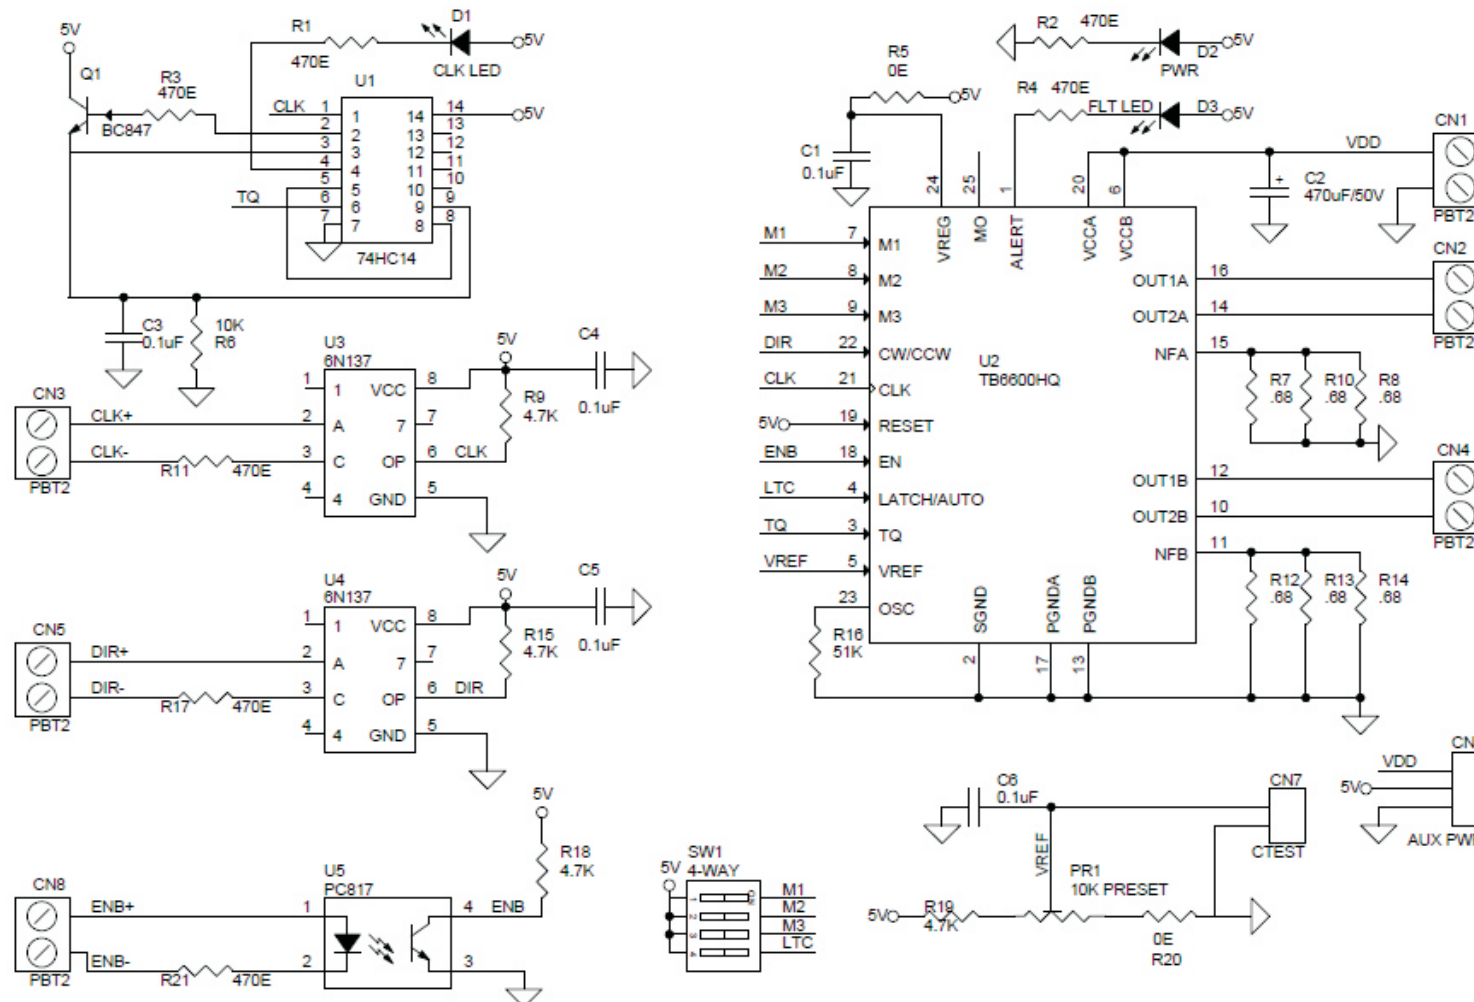 5V
R1
470E
D1
5V
CLK LED
Q1
R3
470E
BC847
U1
CLK
1 1 14 14
5V
2 2 13 13
3 3 12 12
4 4 11 11
5 5 10 10
6 6 9 9
7 7 8 8
TQ
74HC14
C3
0.1uF
10K
R6
U3
6N137
5V
C4
0.1uF
R9
4.7K
1 1 VCC 8
2 A 7 7
3 C OP 6
4 4 GND 5
CLK
CN3
CLK+
CLK-
PBT2
R11
470E
U4
6N137
5V
C5
0.1uF
R15
4.7K
1 1 VCC 8
2 A 7 7
3 C OP 6
4 4 GND 5
DIR
CN5
DIR+
DIR-
PBT2
R17
470E
5V
R18
4.7K
U5
PC817
1
2
4
3
ENB
CN8
ENB+
ENB-
PBT2
R21
470E
R2
470E
D2
5V
PWR
R5
0E
5V
R4
470E
FLT LED
D3
5V
C1
0.1uF
VDD
CN1
PBT2
C2
+
470uF/50V
24
25
1
20
6
VREG
MO
ALERT
VCCA
VCCB
M1 7 M1
M2 8 M2
M3 9 M3
DIR 22 CW/CCW
CLK 21 CLK
5V 19 RESET
ENB 18 EN
LTC 4 LATCH/AUTO
TQ 3 TQ
VREF 5 VREF
23 OSC
U2
TB6600HQ
OUT1A 16
OUT2A 14
NFA 15
OUT1B 12
OUT2B 10
NFB 11
SGND
PGNDA
PGNDB
2
17
13
R16
51K
CN2
PBT2
R7
.68
R10
.68
R8
.68
CN4
PBT2
R12
.68
R13
.68
R14
.68
SW1
4-WAY
5V
ON
1
2
3
4
M1
M2
M3
LTC
C6
0.1uF
VREF
PR1
10K PRESET
5V
R19
4.7K
0E
R20
CN7
CTEST
CN
VDD
5V
AUX PW